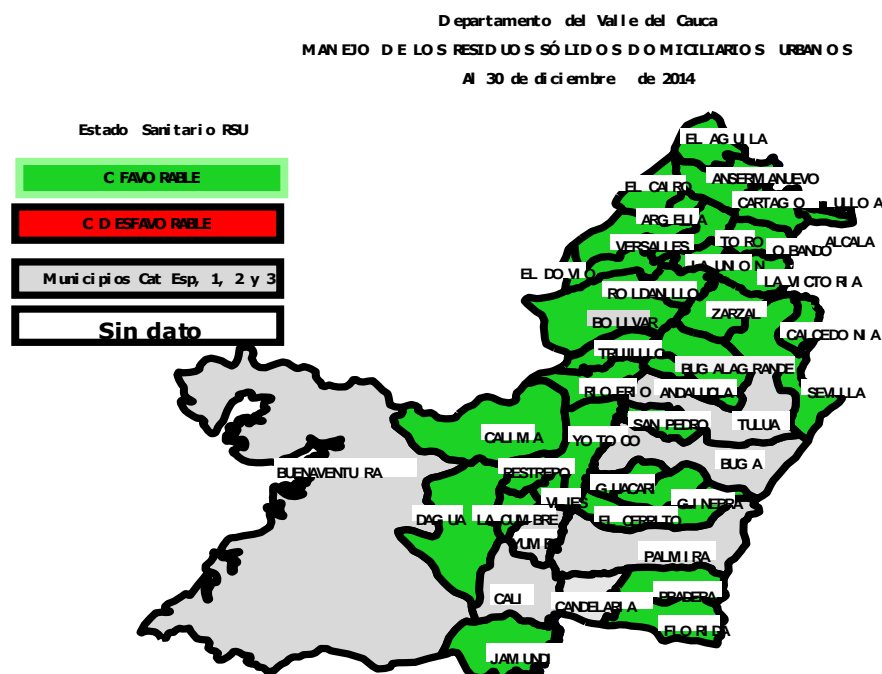 Departamento del Valle del Cauca
MANEJO DE LOS RESIDUOS SÓLIDOS DOMICILIARIOS URBANOS
Al 30 de diciembre de 2014
Estado Sanitario RSU
C FAVORABLE
C DESFAVORABLE
Municipios Cat Esp, 1, 2 y 3
Sin dato
EL AGUILA
ANSERMANUEVO
EL CAIRO
CARTAGO
ULLOA
ARGELIA
VERSALLES
TORO
OBANDO
ALCALA
LA UNION
EL DOVIO
LA VICTORIA
ROLDANILLO
ZARZAL
BOLIVAR
CAICEDONIA
TRUJILLO
BUGALAGRANDE
RIOFRIO
ANDALUCIA
SEVILLA
SAN PEDRO
TULUA
CALIMA
YOTOCO
BUGA
BUENAVENTURA
RESTREPO
GUACARI
VIJES
GINEBRA
DAGUA
LA CUMBRE
EL CERRITO
YUMBO
PALMIRA
CALI
CANDELARIA
PRADERA
FLORIDA
JAMUNDI